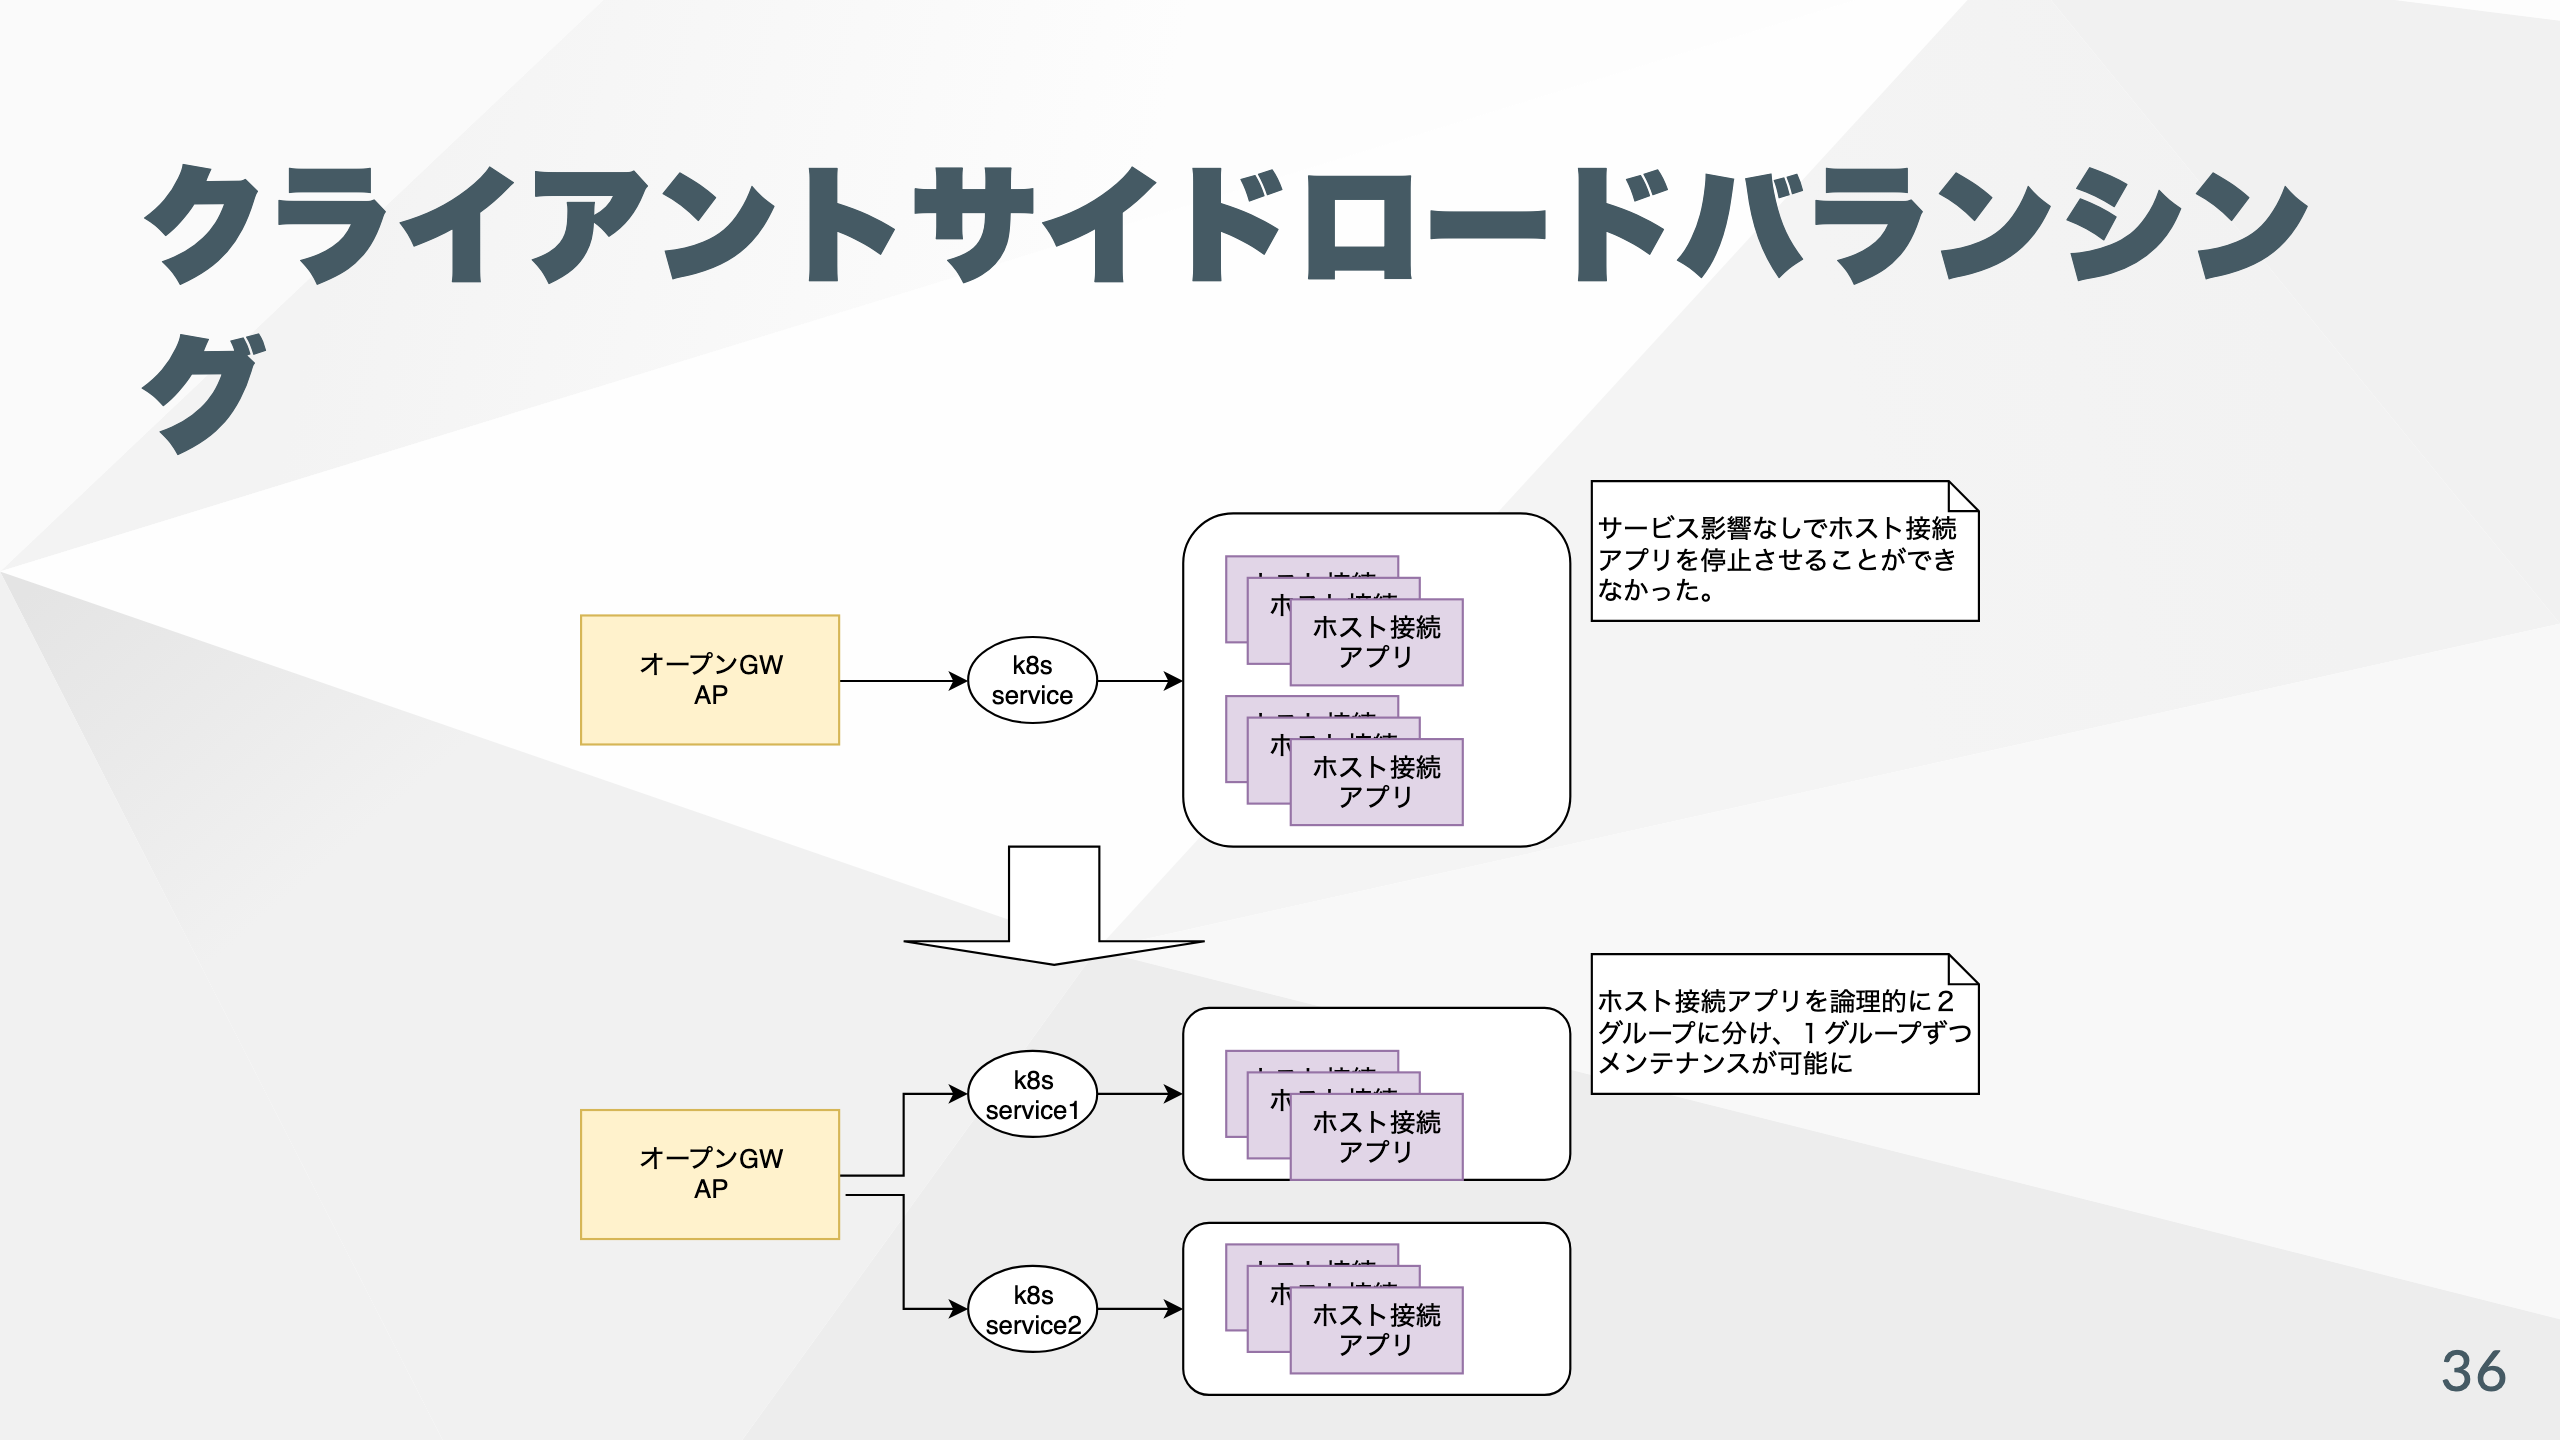 クライアントサイドロードバランシン
グ
サービス影響なしでホスト接続
アプリを停止させることができ
なかった。
オープンGW
AP
k8s
service
ホスト接続
アプリ
ホスト接続
アプリ
ホスト接続アプリを論理的に２
グループに分け、１グループずつ
メンテナンスが可能に
オープンGW
AP
k8s
service1
ホスト接続
アプリ
k8s
service2
ホスト接続
アプリ
36